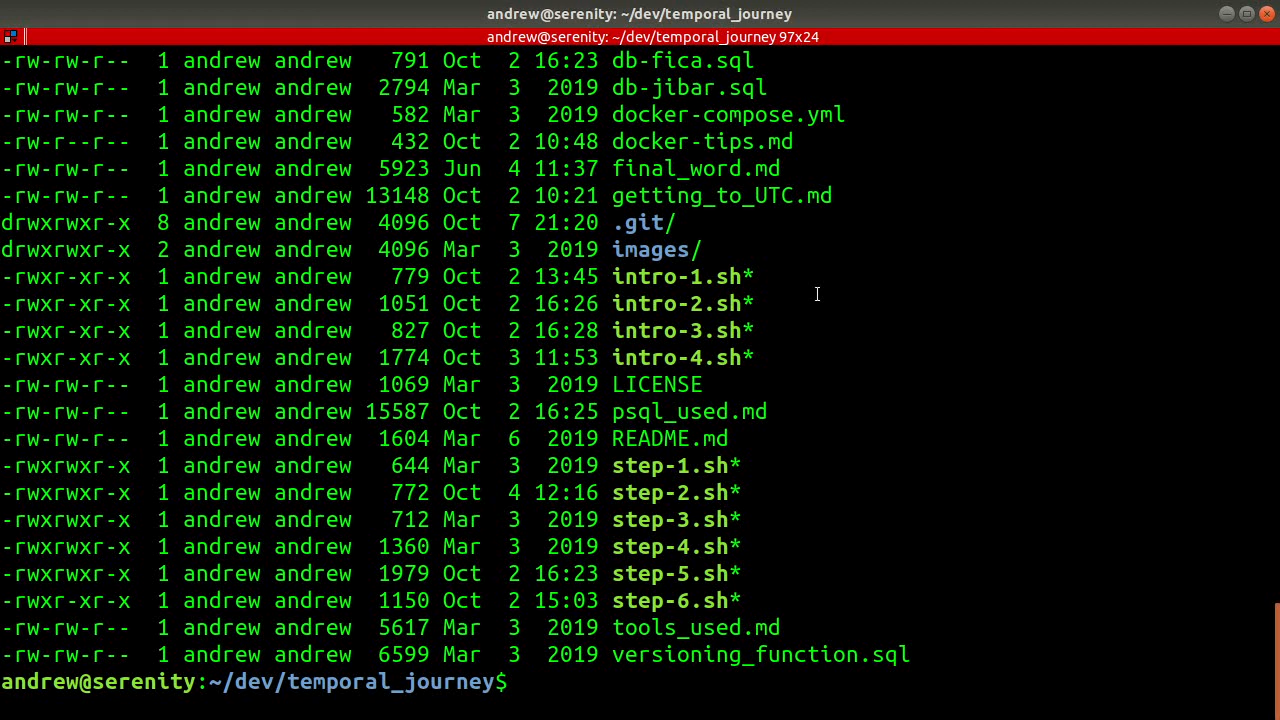 andrew@serenity: ~/dev/temporal_journey
andrew@serenity: ~/dev/temporal_journey 97x24
-rw-rw-r--  1 andrew andrew   791 Oct  2 16:23 db-fica.sql
-rw-rw-r--  1 andrew andrew  2794 Mar  3  2019 db-jibar.sql
-rw-rw-r--  1 andrew andrew   582 Mar  3  2019 docker-compose.yml
-rw-r--r--  1 andrew andrew   432 Oct  2 10:48 docker-tips.md
-rw-rw-r--  1 andrew andrew  5923 Jun  4 11:37 final_word.md
-rw-rw-r--  1 andrew andrew 13148 Oct  2 10:21 getting_to_UTC.md
drwxrwxr-x  8 andrew andrew  4096 Oct  7 21:20 .git/
drwxrwxr-x  2 andrew andrew  4096 Mar  3  2019 images/
-rwxr-xr-x  1 andrew andrew   779 Oct  2 13:45 intro-1.sh*
-rwxr-xr-x  1 andrew andrew  1051 Oct  2 16:26 intro-2.sh*
-rwxr-xr-x  1 andrew andrew   827 Oct  2 16:28 intro-3.sh*
-rwxr-xr-x  1 andrew andrew  1774 Oct  3 11:53 intro-4.sh*
-rw-rw-r--  1 andrew andrew  1069 Mar  3  2019 LICENSE
-rw-rw-r--  1 andrew andrew 15587 Oct  2 16:25 psql_used.md
-rw-rw-r--  1 andrew andrew  1604 Mar  6  2019 README.md
-rwxrwxr-x  1 andrew andrew   644 Mar  3  2019 step-1.sh*
-rwxrwxr-x  1 andrew andrew   772 Oct  4 12:16 step-2.sh*
-rwxrwxr-x  1 andrew andrew   712 Mar  3  2019 step-3.sh*
-rwxrwxr-x  1 andrew andrew  1360 Mar  3  2019 step-4.sh*
-rwxrwxr-x  1 andrew andrew  1979 Oct  2 16:23 step-5.sh*
-rwxr-xr-x  1 andrew andrew  1150 Oct  2 15:03 step-6.sh*
-rw-rw-r--  1 andrew andrew  5617 Mar  3  2019 tools_used.md
-rw-rw-r--  1 andrew andrew  6599 Mar  3  2019 versioning_function.sql
andrew@serenity:~/dev/temporal_journey$